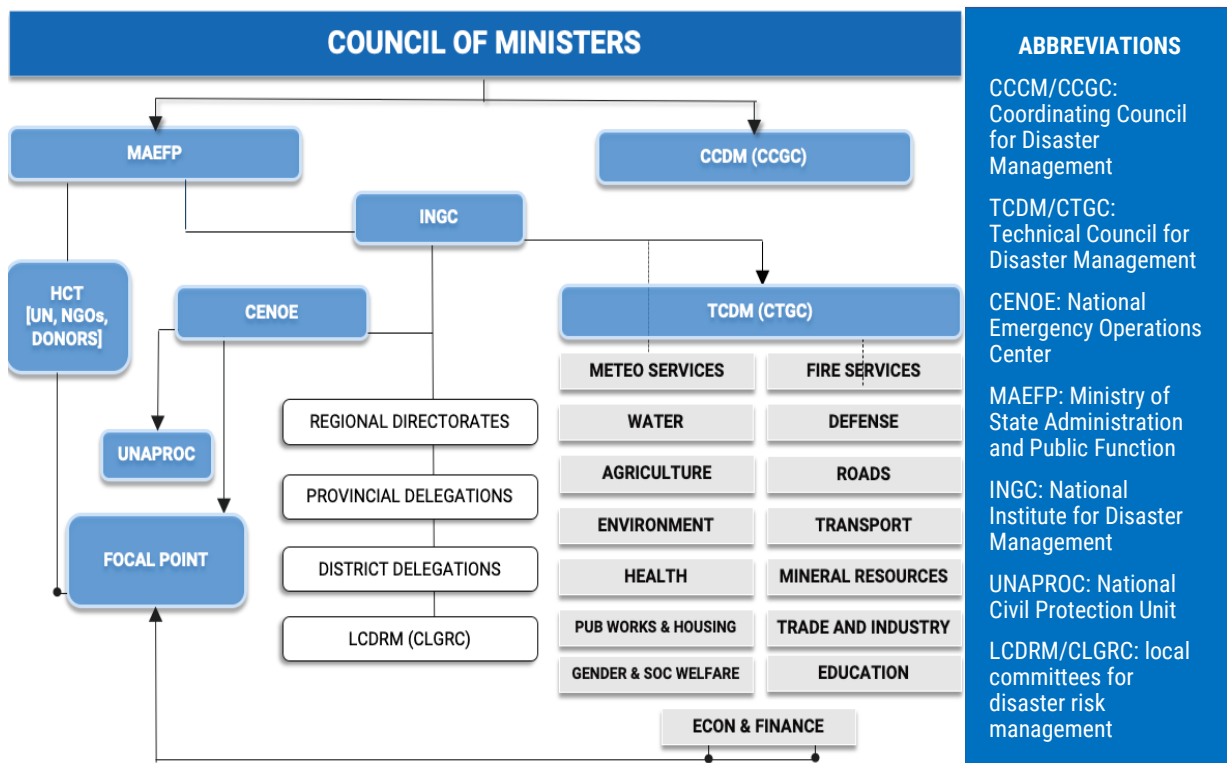 COUNCIL OF MINISTERS
MAEFP
CCDM (CCGC)
INGC
HCT
[UN, NGOs,
DONORS]
CENOE
TCDM (CTGC)
UNAPROC
FOCAL POINT
REGIONAL DIRECTORATES
PROVINCIAL DELEGATIONS
DISTRICT DELEGATIONS
LCDRM (CLGRC)
METEO SERVICES
FIRE SERVICES
WATER
DEFENSE
AGRICULTURE
ROADS
ENVIRONMENT
TRANSPORT
HEALTH
MINERAL RESOURCES
PUB WORKS & HOUSING
TRADE AND INDUSTRY
GENDER & SOC WELFARE
EDUCATION
ECON & FINANCE
ABBREVIATIONS
CCCM/CCGC:
Coordinating Council
for Disaster
Management
TCDM/CTGC:
Technical Council for
Disaster Management
CENOE: National
Emergency Operations
Center
MAEFP: Ministry of
State Administration
and Public Function
INGC: National
Institute for Disaster
Management
UNAPROC: National
Civil Protection Unit
LCDRM/CLGRC: local
committees for
disaster risk
management